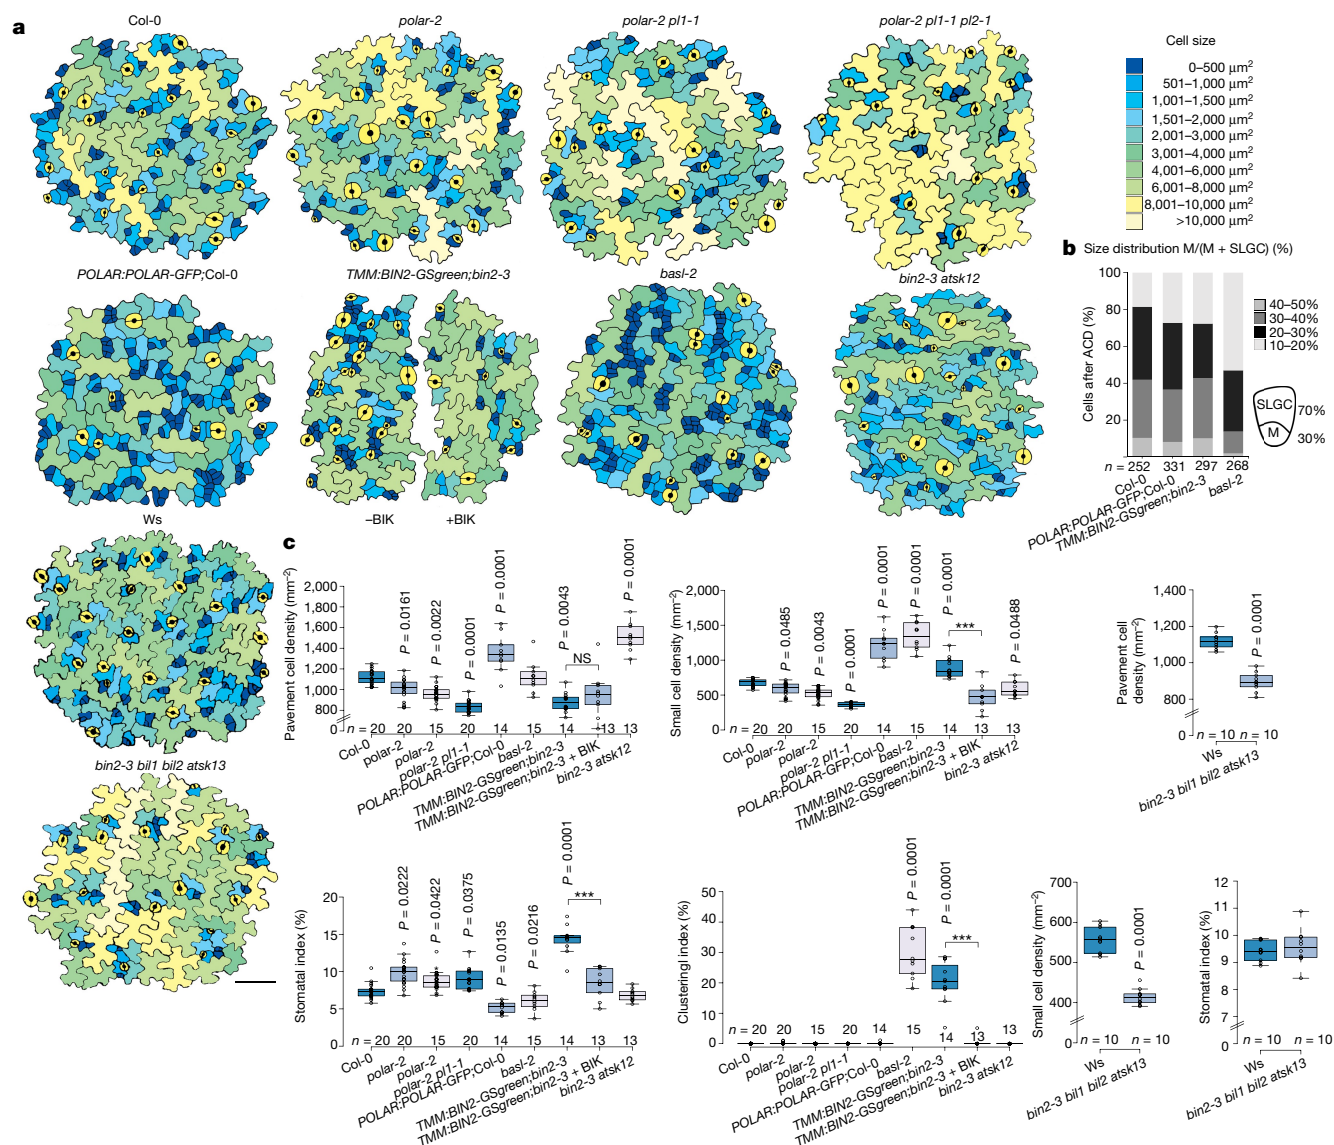 a
Col-0
polar-2
polar-2 pl1-1
polar-2 pl1-1 pl2-1
Cell size
0–500 µm²
501–1,000 µm²
1,001–1,500 µm²
1,501–2,000 µm²
2,001–3,000 µm²
3,001–4,000 µm²
4,001–6,000 µm²
6,001–8,000 µm²
8,001–10,000 µm²
>10,000 µm²
POLAR:POLAR-GFP;Col-0
TMM:BIN2-GSgreen;bin2-3
basl-2
bin2-3 atsk12
–BIK
+BIK
Ws
bin2-3 bil1 bil2 atsk13
b
Size distribution M/(M + SLGC) (%)
Cells after ACD (%)
100
80
60
40
20
40–50%
30–40%
20–30%
10–20%
SLGC
M
70%
30%
n = 252
331
297
268
Col-0
POLAR:POLAR-GFP;Col-0
TMM:BIN2-GSgreen;bin2-3
basl-2
c
Pavement cell density (mm–2)
2,000
1,800
1,600
1,400
1,200
1,000
800
0
P = 0.0161
P = 0.0022
P = 0.0001
P = 0.0001
P = 0.0043
NS
P = 0.0001
n = 20
20
15
20
14
15
14
13
13
Col-0
polar-2
polar-2
polar-2 pl1-1
POLAR:POLAR-GFP;Col-0
basl-2
TMM:BIN2-GSgreen;bin2-3
TMM:BIN2-GSgreen;bin2-3 + BIK
bin2-3 atsk12
Small cell density (mm–2)
2,000
1,500
1,000
500
0
P = 0.0485
P = 0.0043
P = 0.0001
P = 0.0001
P = 0.0001
P = 0.0001
***
P = 0.0488
n = 20
20
15
20
14
15
14
13
13
Col-0
polar-2
polar-2
polar-2 pl1-1
POLAR:POLAR-GFP;Col-0
basl-2
TMM:BIN2-GSgreen;bin2-3
TMM:BIN2-GSgreen;bin2-3 + BIK
bin2-3 atsk12
Pavement cell
density (mm–2)
1,400
1,200
1,000
800
0
P = 0.0001
n = 10
n = 10
Ws
bin2-3 bil1 bil2 atsk13
Stomatal index (%)
20
15
10
5
0
P = 0.0222
P = 0.0422
P = 0.0375
P = 0.0135
P = 0.0216
P = 0.0001
***
n = 20
20
15
20
14
15
14
13
13
Col-0
polar-2
polar-2
polar-2 pl1-1
POLAR:POLAR-GFP;Col-0
basl-2
TMM:BIN2-GSgreen;bin2-3
TMM:BIN2-GSgreen;bin2-3 + BIK
bin2-3 atsk12
Clusteringl index (%)
50
40
30
20
10
0
P = 0.0001
P = 0.0001
***
n = 20
20
15
20
14
15
14
13
13
Col-0
polar-2
polar-2
polar-2 pl1-1
POLAR:POLAR-GFP;Col-0
basl-2
TMM:BIN2-GSgreen;bin2-3
TMM:BIN2-GSgreen;bin2-3 + BIK
bin2-3 atsk12
Small cell density (mm–2)
700
600
500
400
0
P = 0.0001
n = 10
n = 10
Ws
bin2-3 bil1 bil2 atsk13
Stomatal index (%)
12
11
10
9
8
7
0
n = 10
n = 10
Ws
bin2-3 bil1 bil2 atsk13